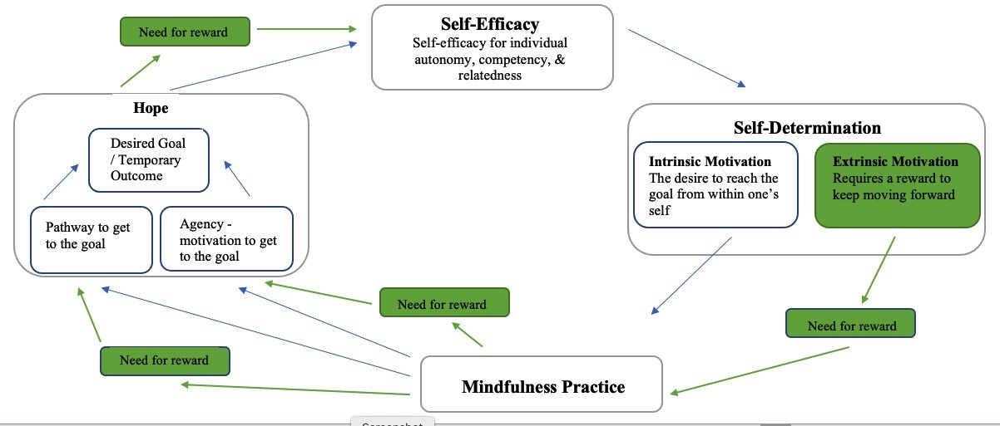 Need for reward
Self-Efficacy
Self-efficacy for individual
autonomy, competency, &
relatedness
Hope
Desired Goal
/ Temporary
Outcome
Pathway to get
to the goal
Agency -
motivation to get
to the goal
Self-Determination
Intrinsic Motivation
The desire to reach the
goal from within one’s
self
Extrinsic Motivation
Requires a reward to
keep moving forward
Need for reward
Need for reward
Need for reward
Mindfulness Practice
Screenshot